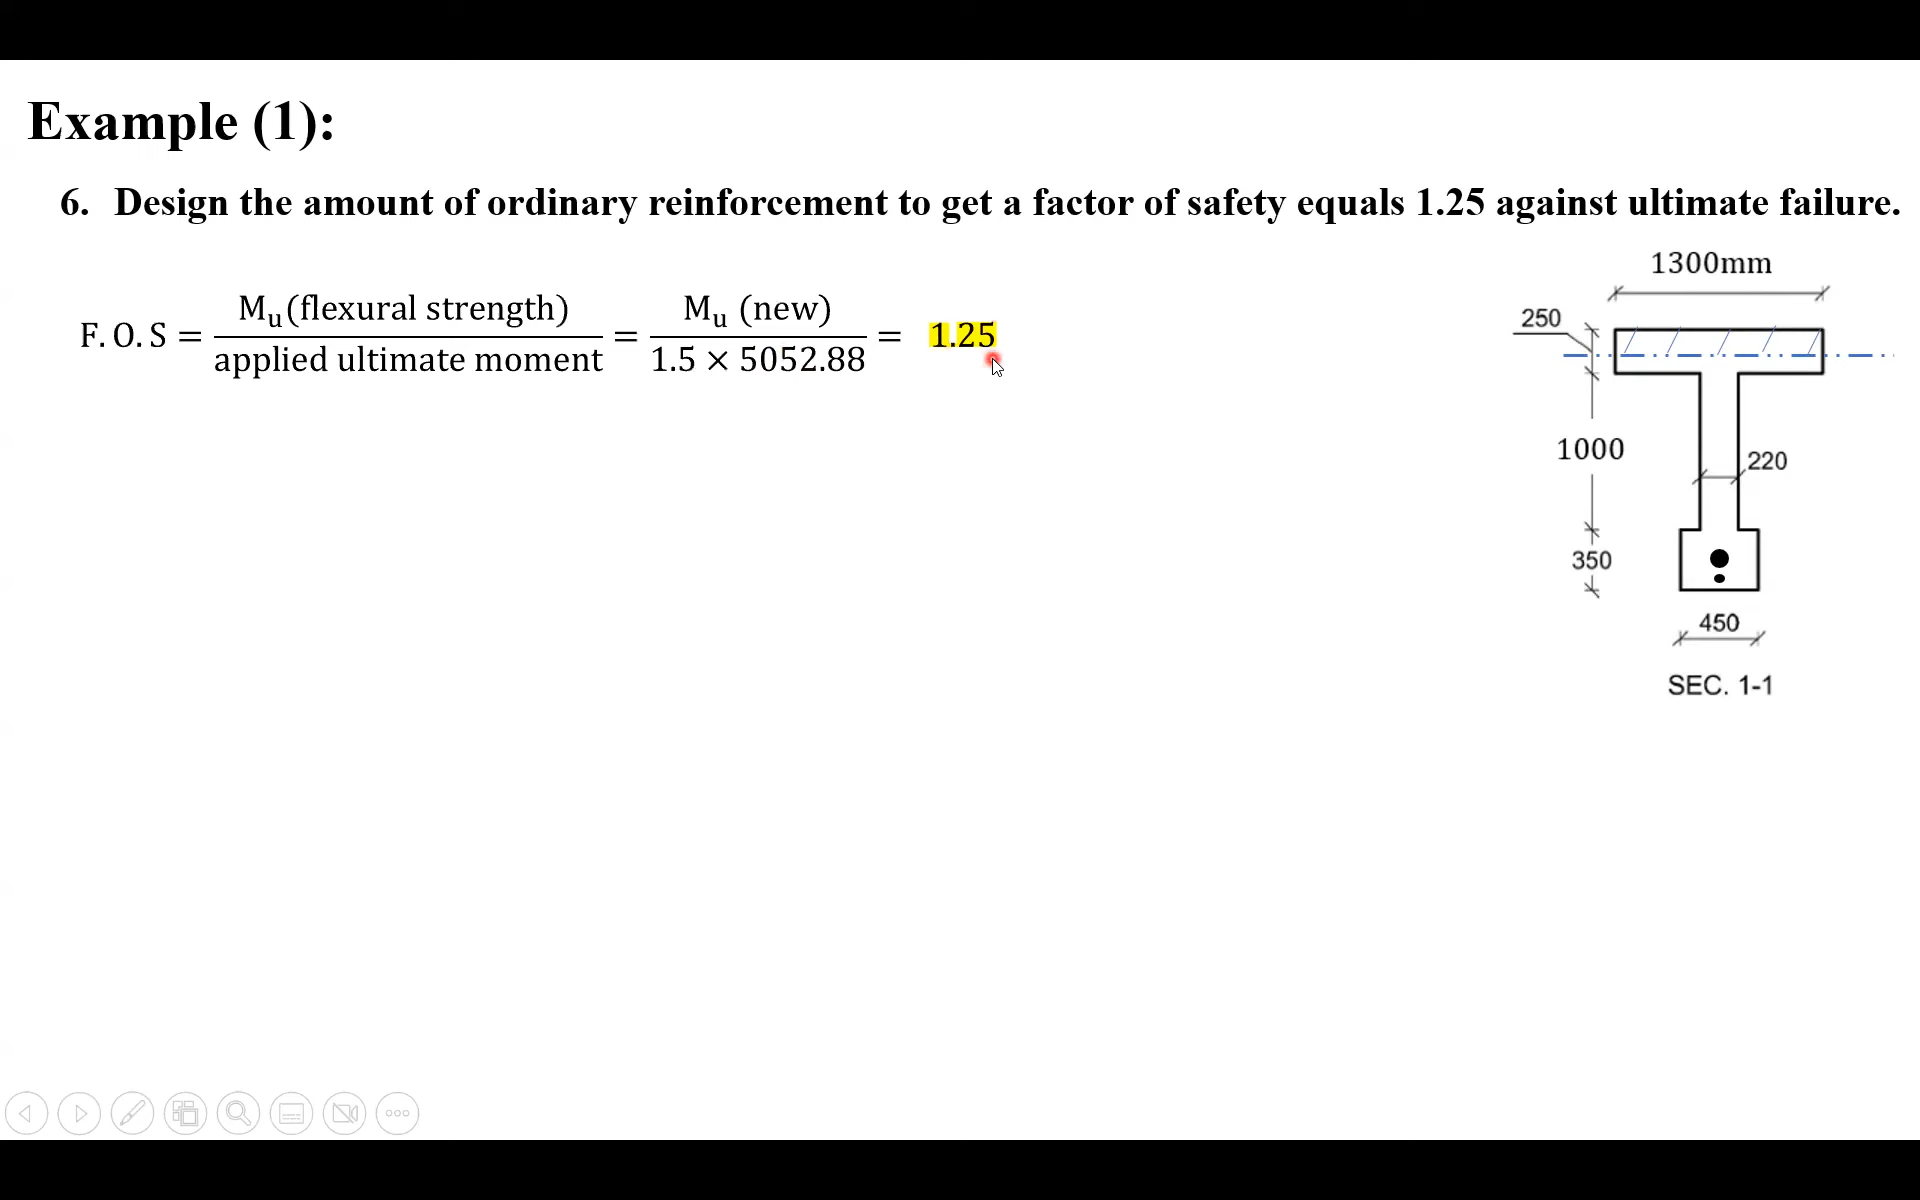 Example (1):
6. Design the amount of ordinary reinforcement to get a factor of safety equals 1.25 against ultimate failure.
F. O. S = Mu(flexural strength) / applied ultimate moment = Mu (new) / 1.5 × 5052.88 = 1.25
1300mm
250
1000
220
350
450
SEC. 1-1